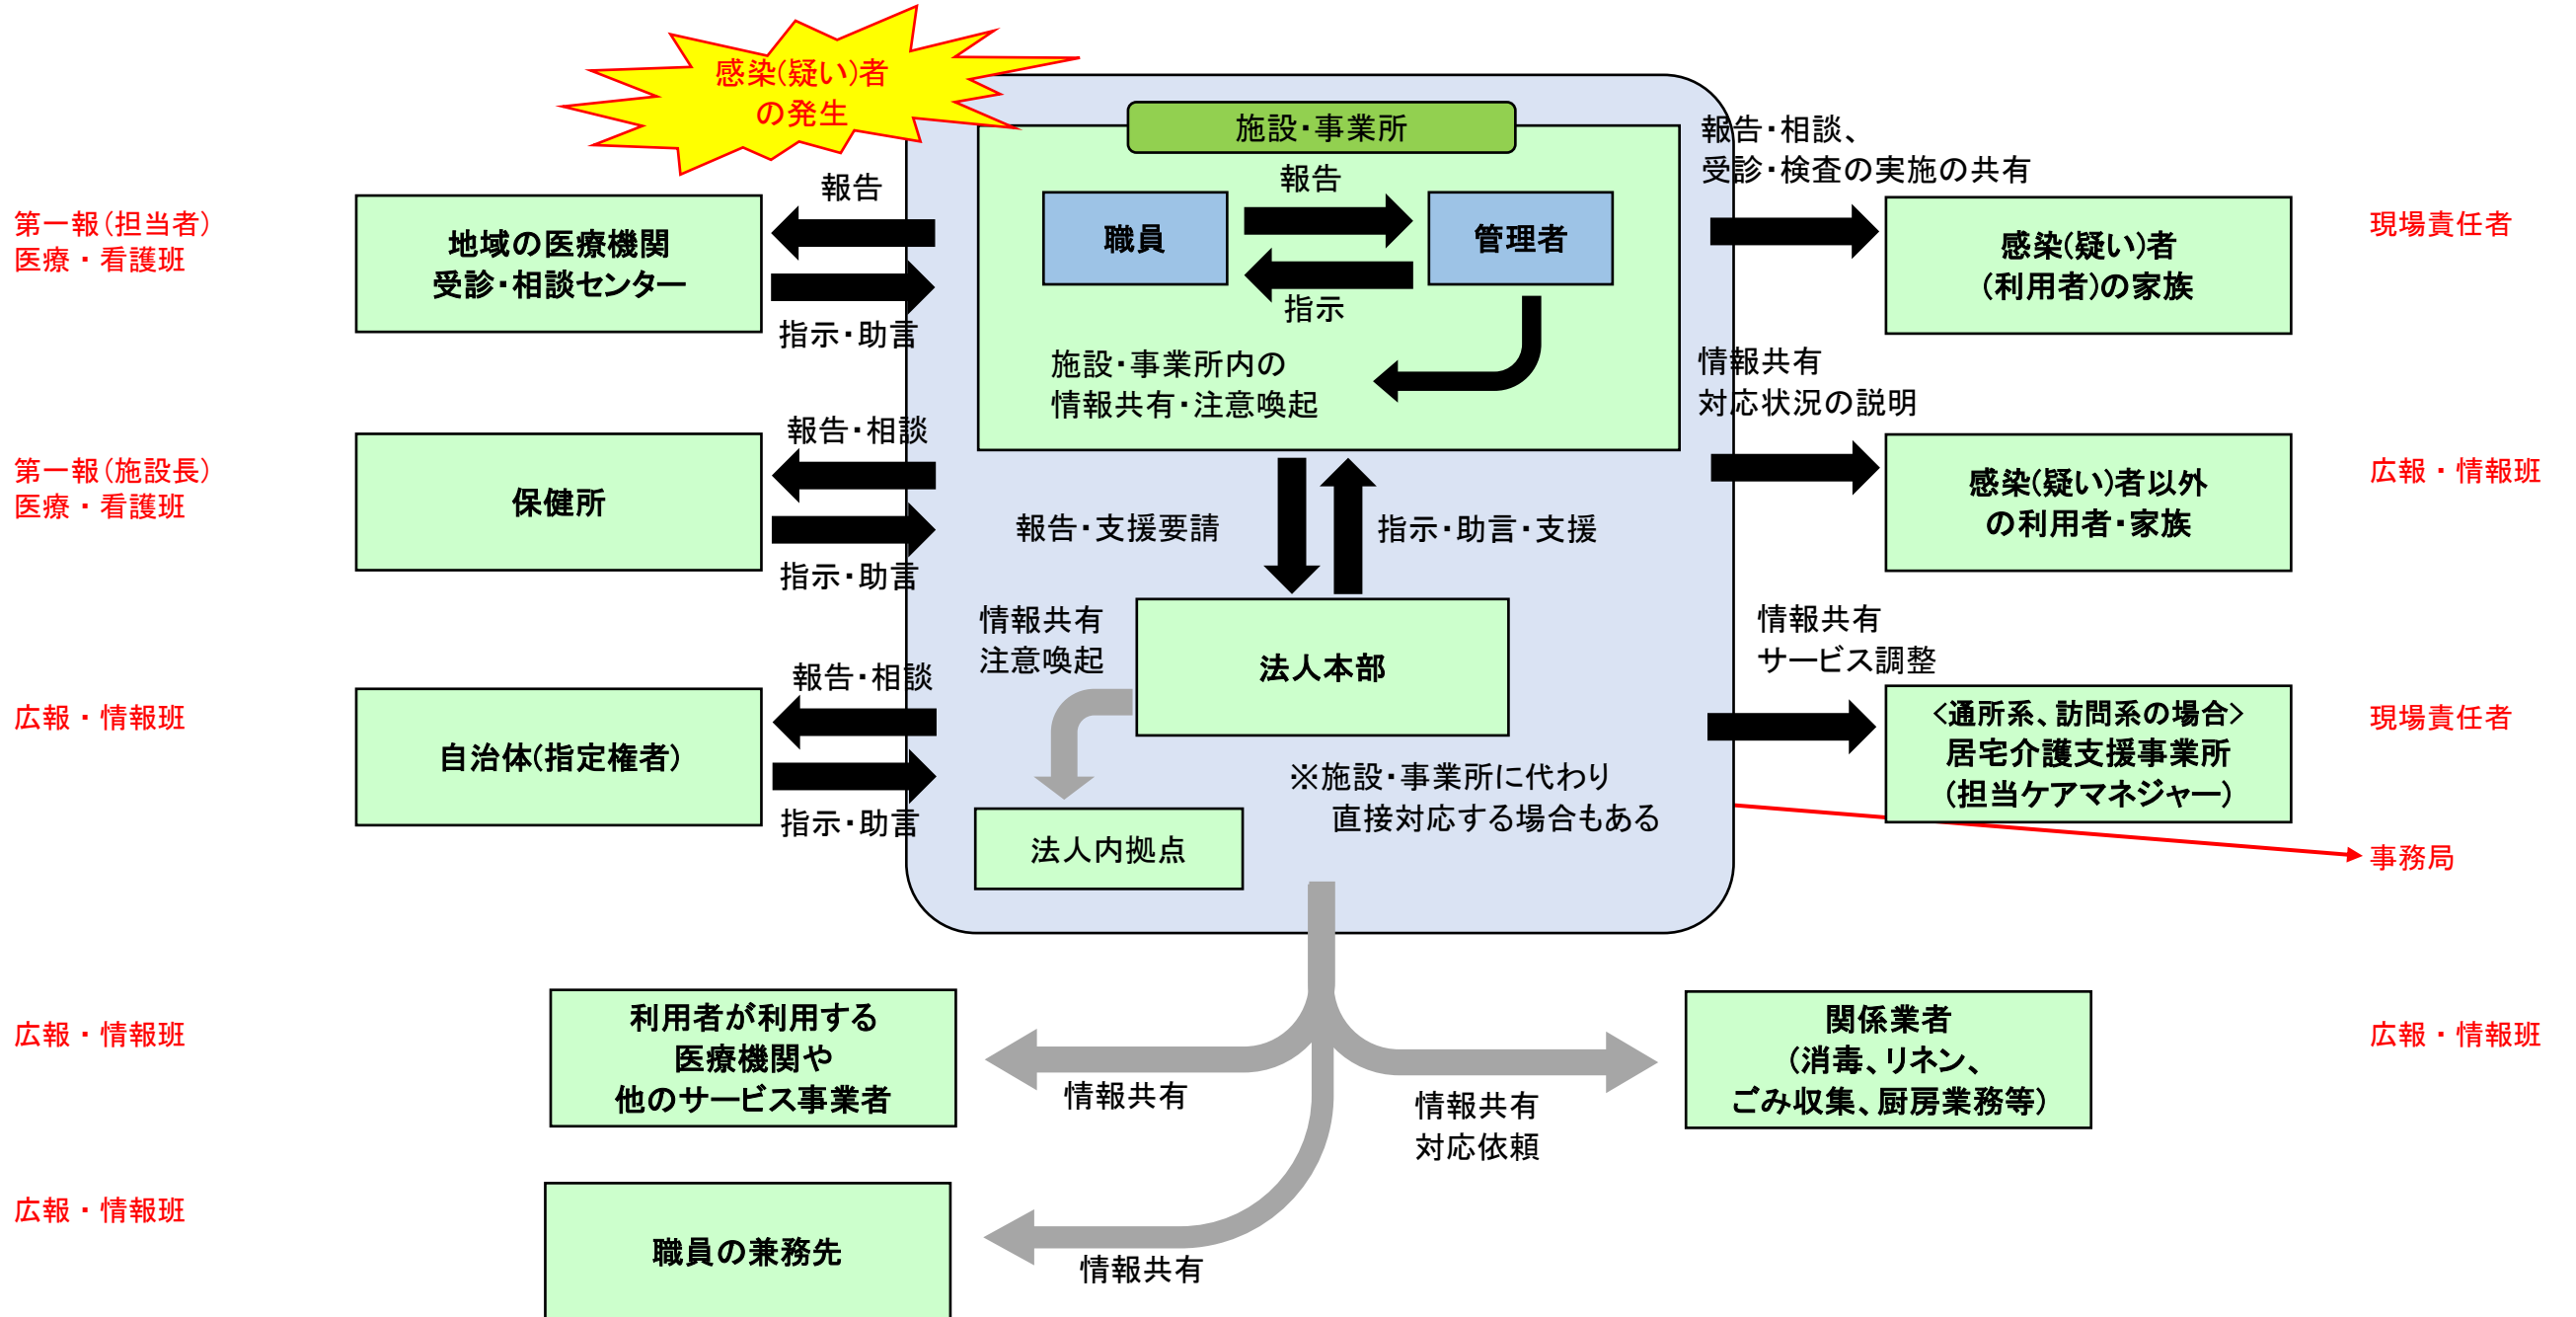 感染(疑い)者
の発生
施設・事業所
報告
職員
管理者
指示
施設・事業所内の
情報共有・注意喚起
第一報（担当者）
医療・看護班
報告
地域の医療機関
受診・相談センター
指示・助言
報告・相談、
受診・検査の実施の共有
感染(疑い)者
(利用者)の家族
現場責任者
第一報（施設長）
医療・看護班
報告・相談
保健所
指示・助言
情報共有
対応状況の説明
感染(疑い)者以外
の利用者・家族
広報・情報班
報告・支援要請
指示・助言・支援
広報・情報班
報告・相談
自治体(指定権者)
指示・助言
情報共有
注意喚起
法人本部
※施設・事業所に代わり
直接対応する場合もある
法人内拠点
情報共有
サービス調整
<通所系、訪問系の場合>
居宅介護支援事業所
(担当ケアマネジャー)
現場責任者
事務局
広報・情報班
利用者が利用する
医療機関や
他のサービス事業者
情報共有
情報共有
対応依頼
関係業者
(消毒、リネン、
ごみ収集、厨房業務等)
広報・情報班
広報・情報班
職員の兼務先
情報共有